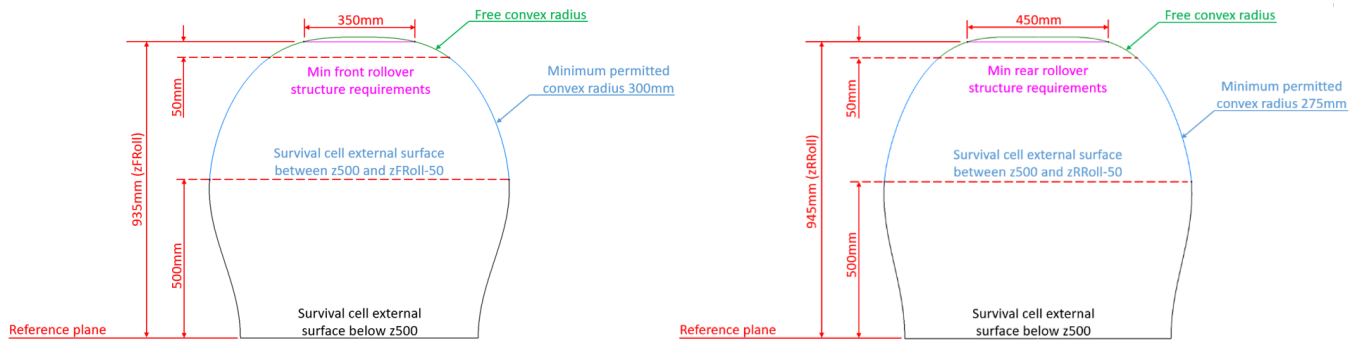 350mm
Free convex radius
Min front rollover
structure requirements
Minimum permitted
convex radius 300mm
50mm
935mm (zFRoll)
Survival cell external surface
between z500 and zFRoll-50
500mm
Survival cell external
surface below z500
Reference plane
450mm
Free convex radius
Min rear rollover
structure requirements
Minimum permitted
convex radius 275mm
50mm
945mm (zRRoll)
Survival cell external surface
between z500 and zRRoll-50
500mm
Survival cell external
surface below z500
Reference plane